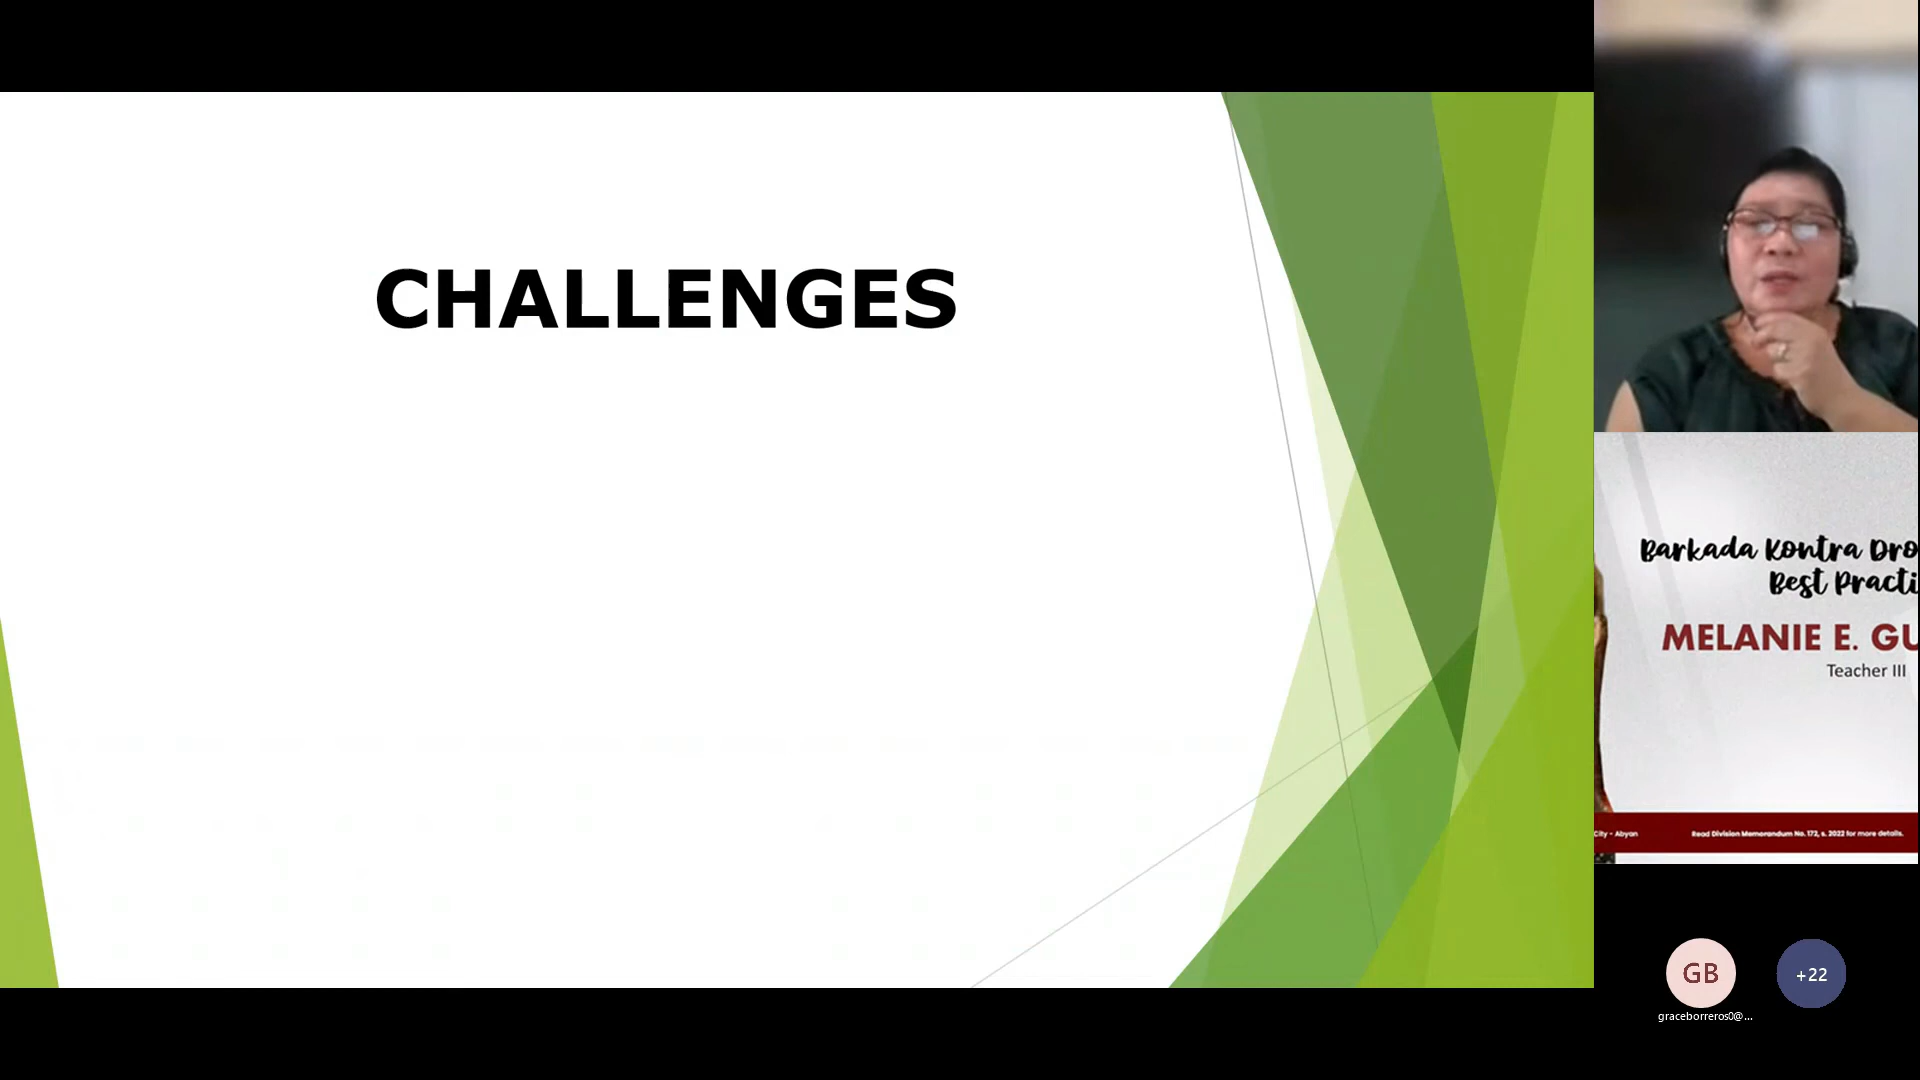 CHALLENGES
Barkada Kontra Dro
Best Practi
MELANIE E. GU
Teacher III
City - Abyan
Read Division Memorandum No. 172, s. 2022 for more details.
GB
+22
graceborreros0@...